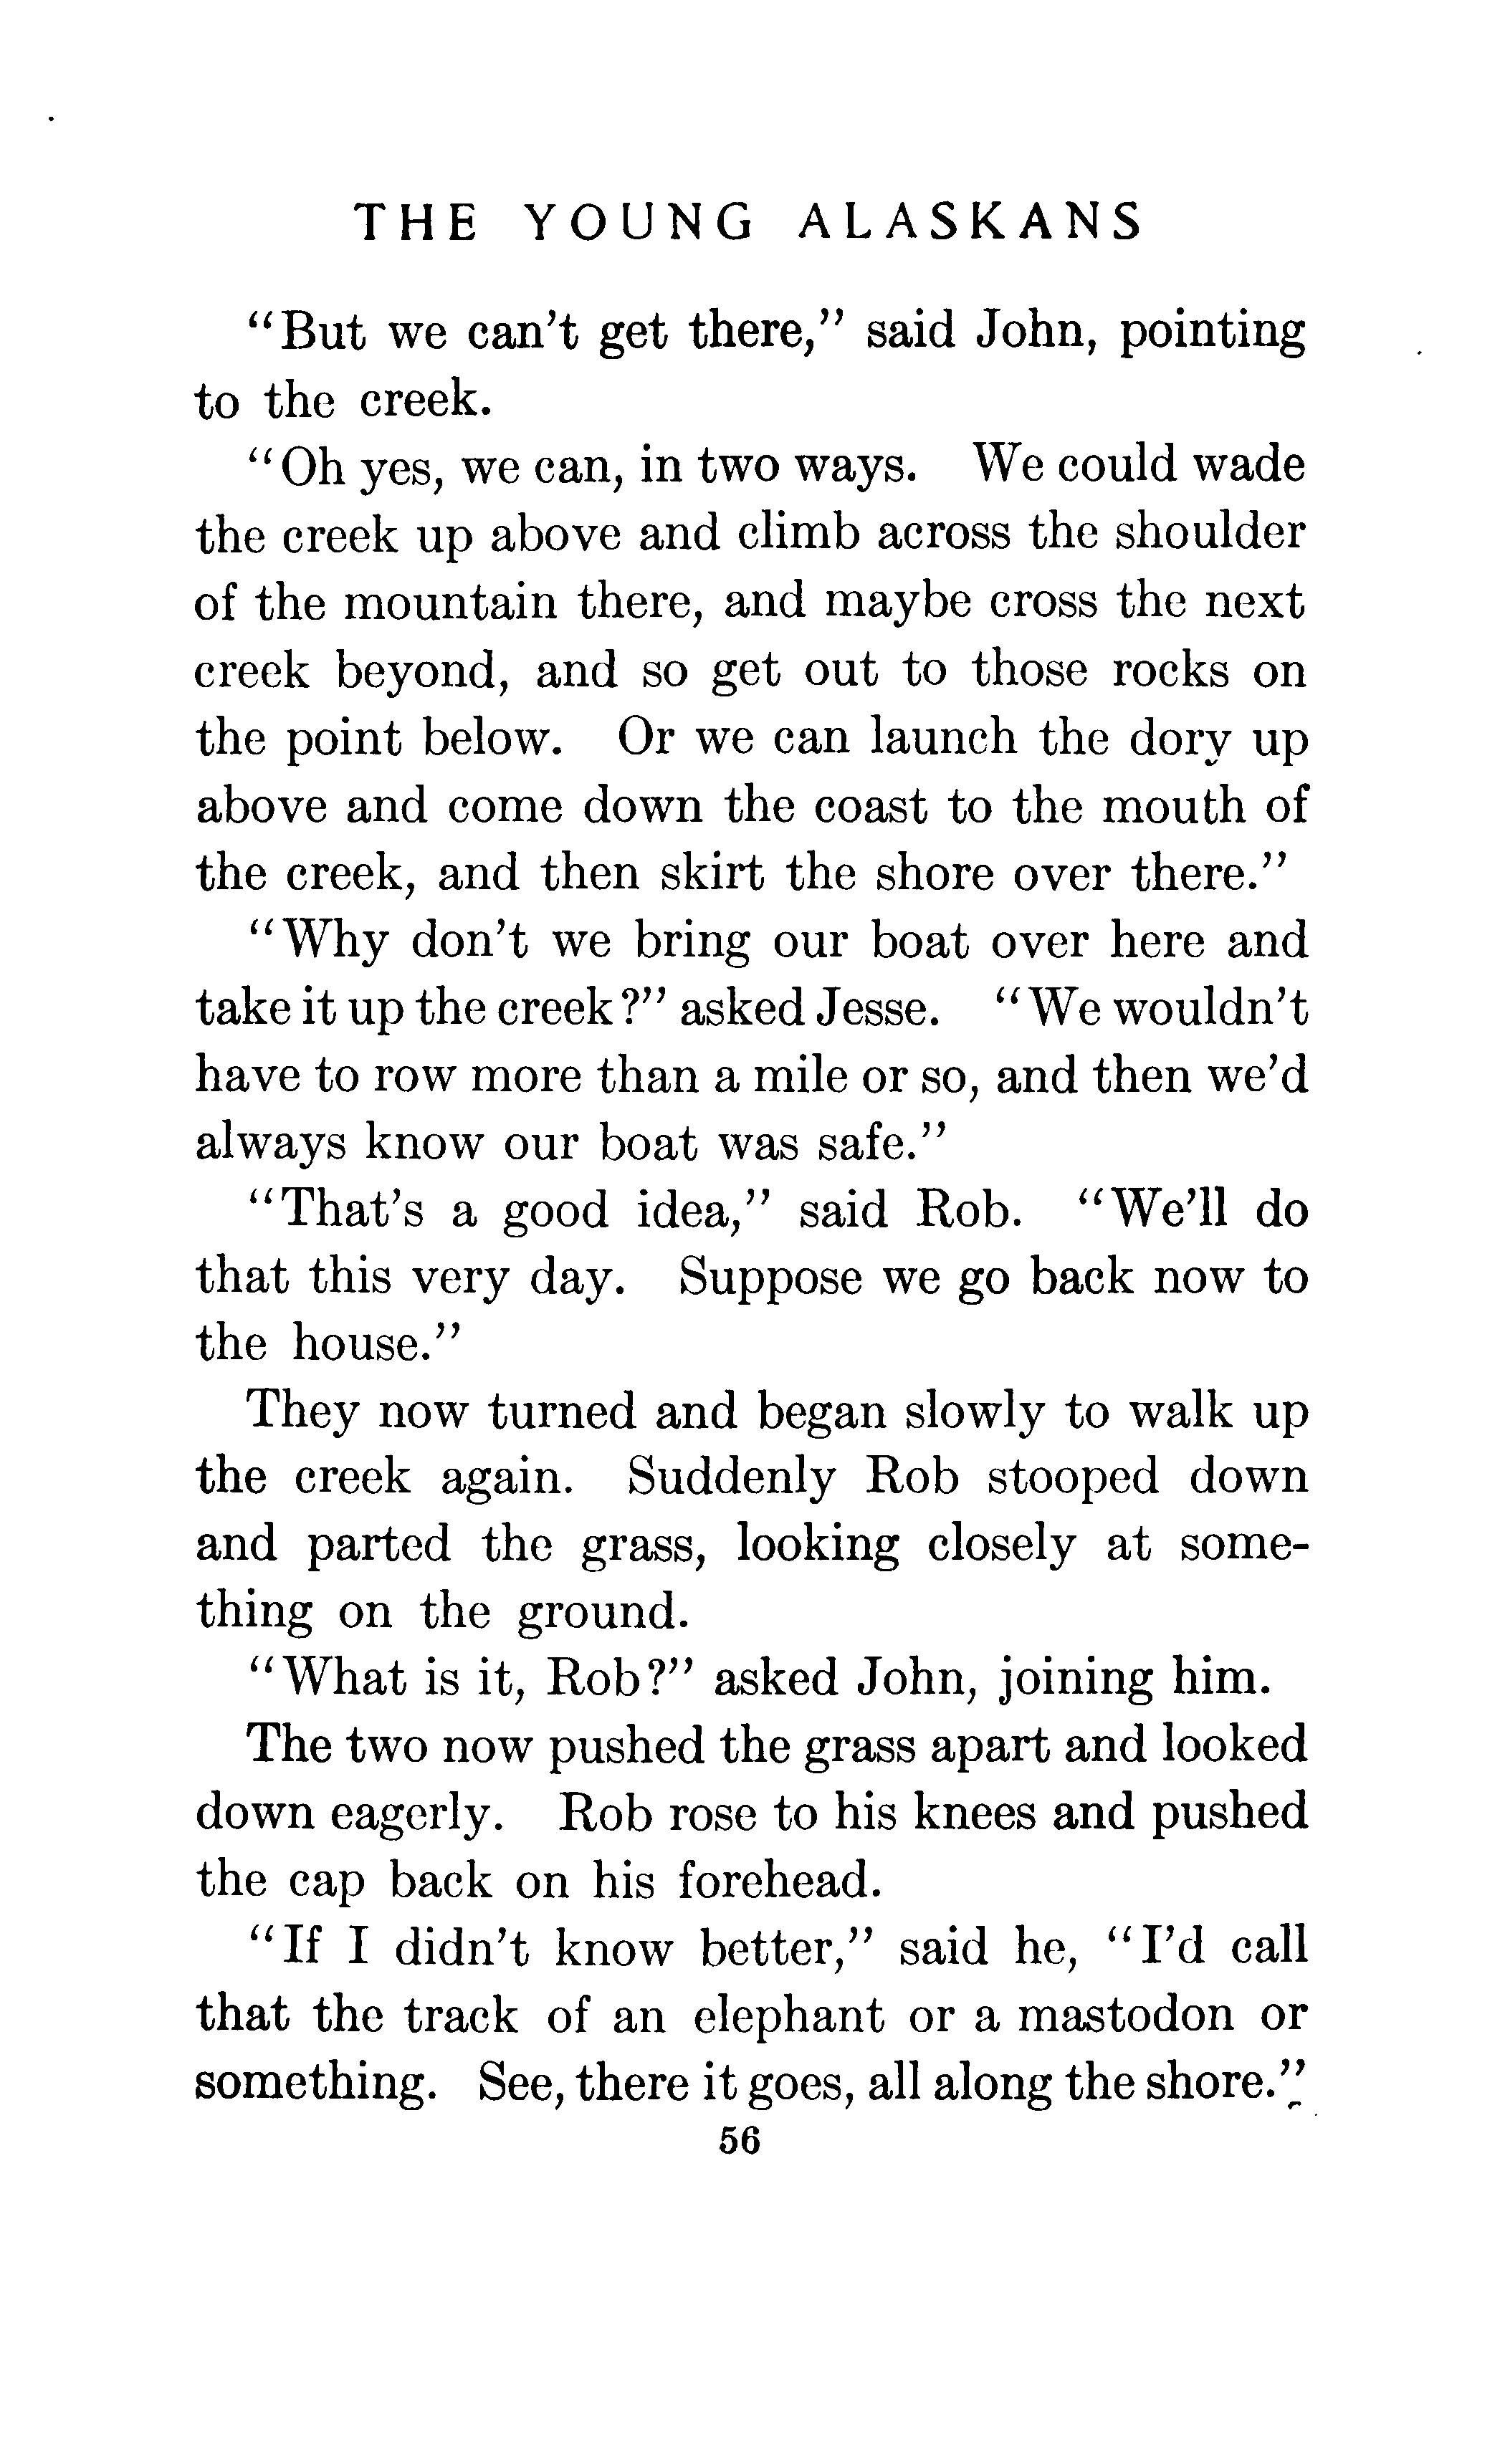 THE YOUNG ALASKANS
"But we can't get there," said John, pointing
to the creek.
"Oh yes, we can, in two ways. We could wade
the creek up above and climb across the shoulder
of the mountain there, and maybe cross the next
creek beyond, and so get out to those rocks on
the point below. Or we can launch the dory up
above and come down the coast to the mouth of
the creek, and then skirt the shore over there."
"Why don't we bring our boat over here and
take it up the creek?" asked Jesse. "We wouldn't
have to row more than a mile or so, and then we'd
always know our boat was safe."
"That's a good idea," said Rob. "We'll do
that this very day. Suppose we go back now to
the house."
They now turned and began slowly to walk up
the creek again. Suddenly Rob stooped down
and parted the grass, looking closely at some-
thing on the ground.
"What is it, Rob?" asked John, joining him.
The two now pushed the grass apart and looked
down eagerly. Rob rose to his knees and pushed
the cap back on his forehead.
"If I didn't know better," said he, "I'd call
that the track of an elephant or a mastodon or
something. See, there it goes, all along the shore."
56